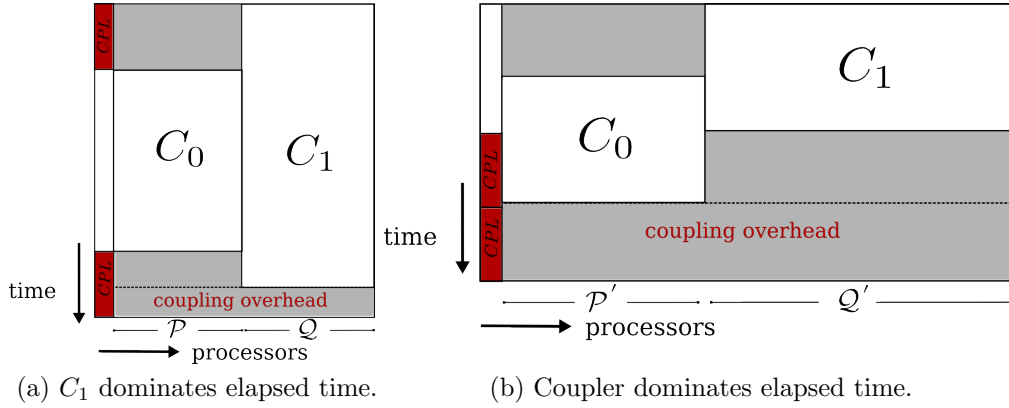 CPL
C₀
C₁
CPL
time
coupling overhead
𝒫
𝒬
processors
(a) C₁ dominates elapsed time.
C₁
C₀
CPL
CPL
time
coupling overhead
𝒫′
𝒬′
processors
(b) Coupler dominates elapsed time.